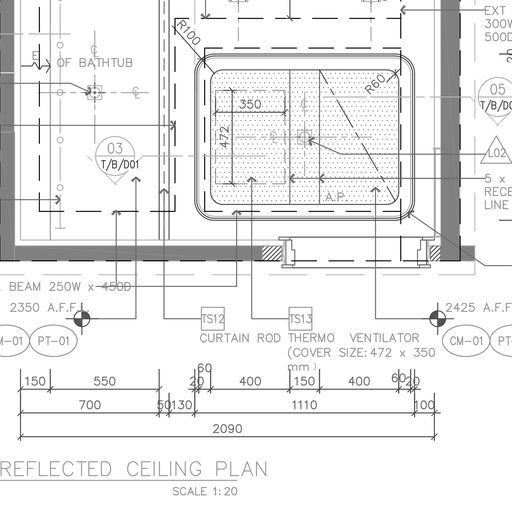 EXT
300W
500D
R100
E
℄
OF BATHTUB
℄
R60
350
℄
472
05
T/B/D0
03
T/B/D01
L02
5 x
RECE
LINE
A.P
BEAM 250W x 450D
2350 A.F.F
TS12
TS13
2425 A.F.F
M-01
PT-01
CURTAIN ROD
THERMO VENTILATOR
(COVER SIZE: 472 x 350
mm)
CM-01
60
150
550
20
400
150
400
60
20
700
50
130
1110
100
2090
REFLECTED CEILING PLAN
SCALE 1:20